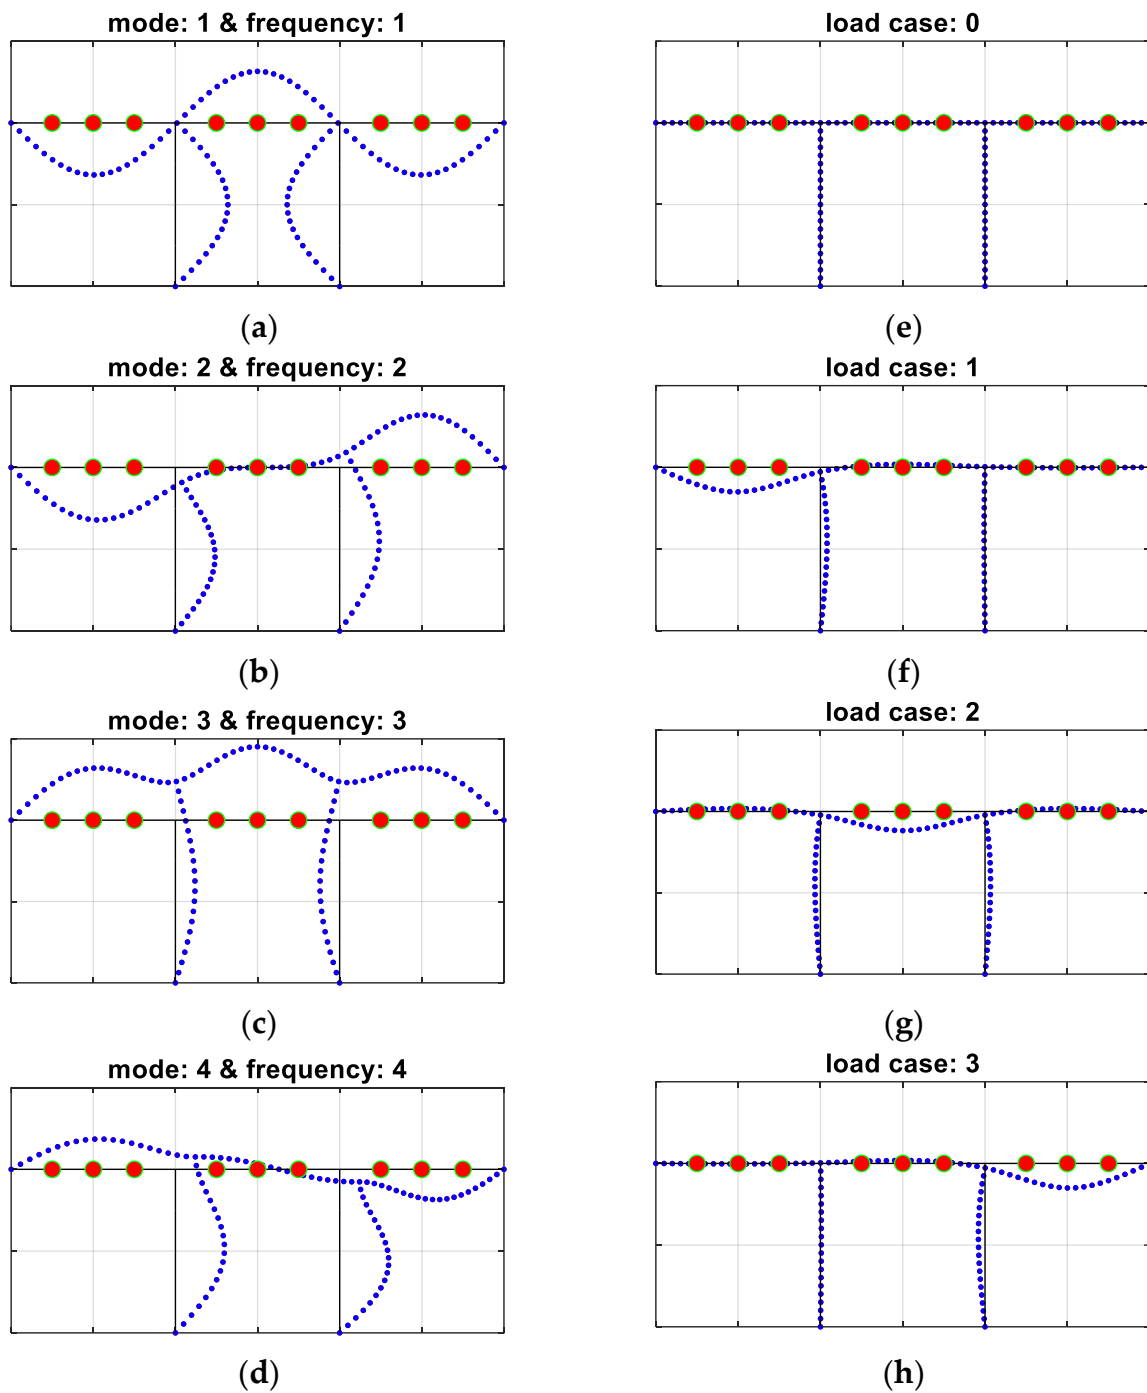 mode: 1 & frequency: 1
load case: 0
(a)
(e)
mode: 2 & frequency: 2
load case: 1
(b)
(f)
mode: 3 & frequency: 3
load case: 2
(c)
(g)
mode: 4 & frequency: 4
load case: 3
(d)
(h)